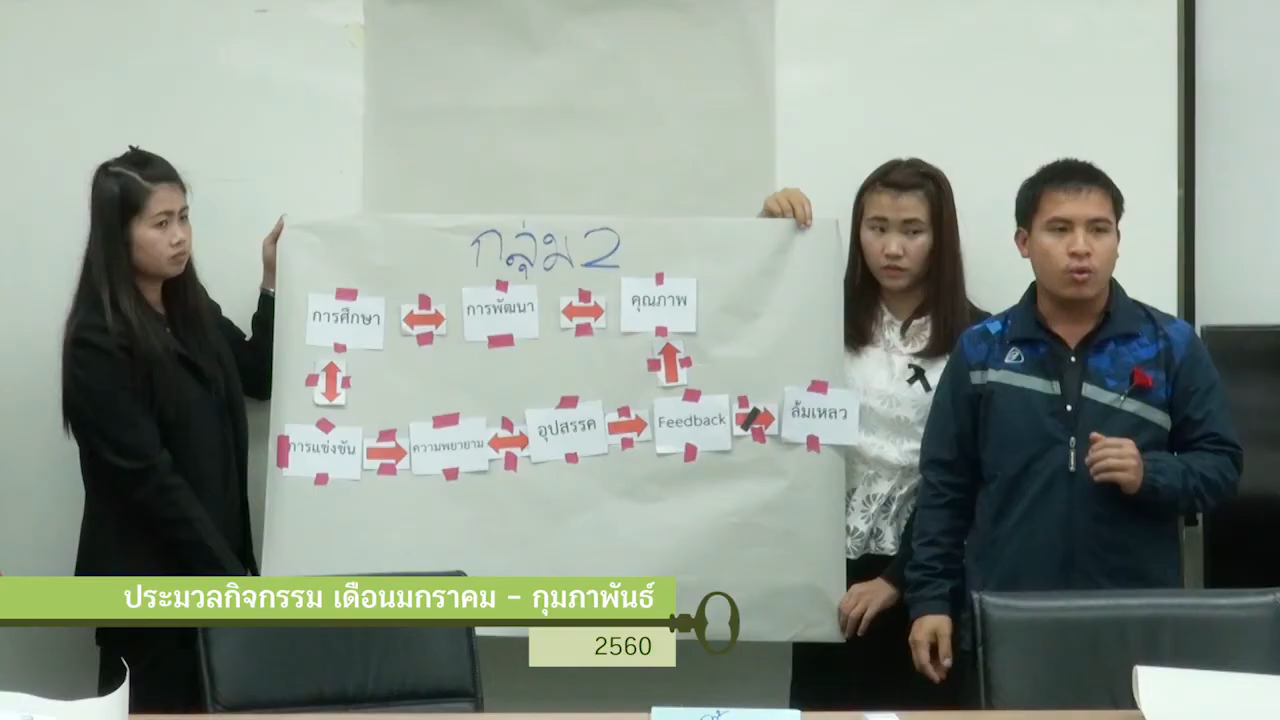 กลุ่ม2
การศึกษา
การพัฒนา
คุณภาพ
การแข่งขัน
ความพยายาม
อุปสรรค
Feedback
ล้มเหลว
ประมวลกิจกรรม เดือนมกราคม - กุมภาพันธ์
2560